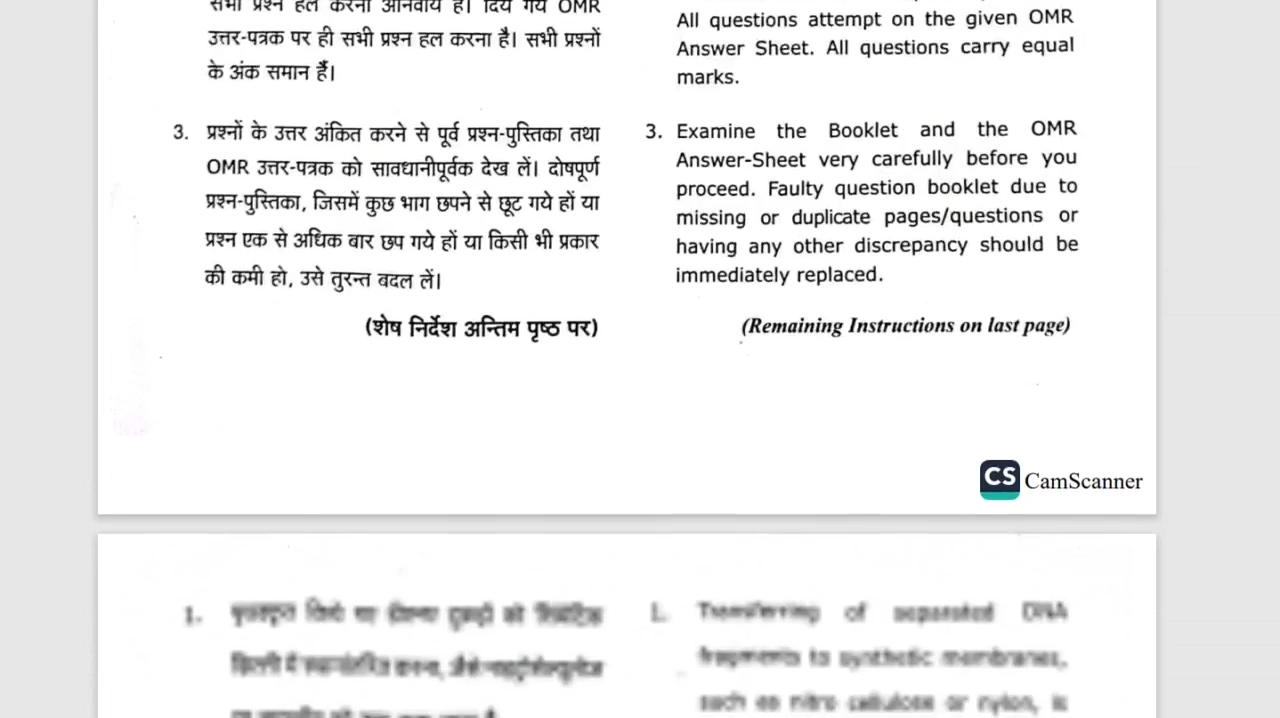 सभी प्रश्न हल करना अनिवार्य है। दिये गये OMR
उत्तर-पत्रक पर ही सभी प्रश्न हल करना है। सभी प्रश्नों
के अंक समान हैं।
3. प्रश्नों के उत्तर अंकित करने से पूर्व प्रश्न-पुस्तिका तथा
OMR उत्तर-पत्रक को सावधानीपूर्वक देख लें। दोषपूर्ण
प्रश्न-पुस्तिका, जिसमें कुछ भाग छपने से छूट गये हों या
प्रश्न एक से अधिक बार छप गये हों या किसी भी प्रकार
की कमी हो, उसे तुरन्त बदल लें।
(शेष निर्देश अन्तिम पृष्ठ पर)
All questions attempt on the given OMR
Answer Sheet. All questions carry equal
marks.
3. Examine the Booklet and the OMR
Answer-Sheet very carefully before you
proceed. Faulty question booklet due to
missing or duplicate pages/questions or
having any other discrepancy should be
immediately replaced.
(Remaining Instructions on last page)
CS CamScanner
1.
1. Transferring of separated DNA
fragments to synthetic membranes,
such as nitro cellulose or nylon, is